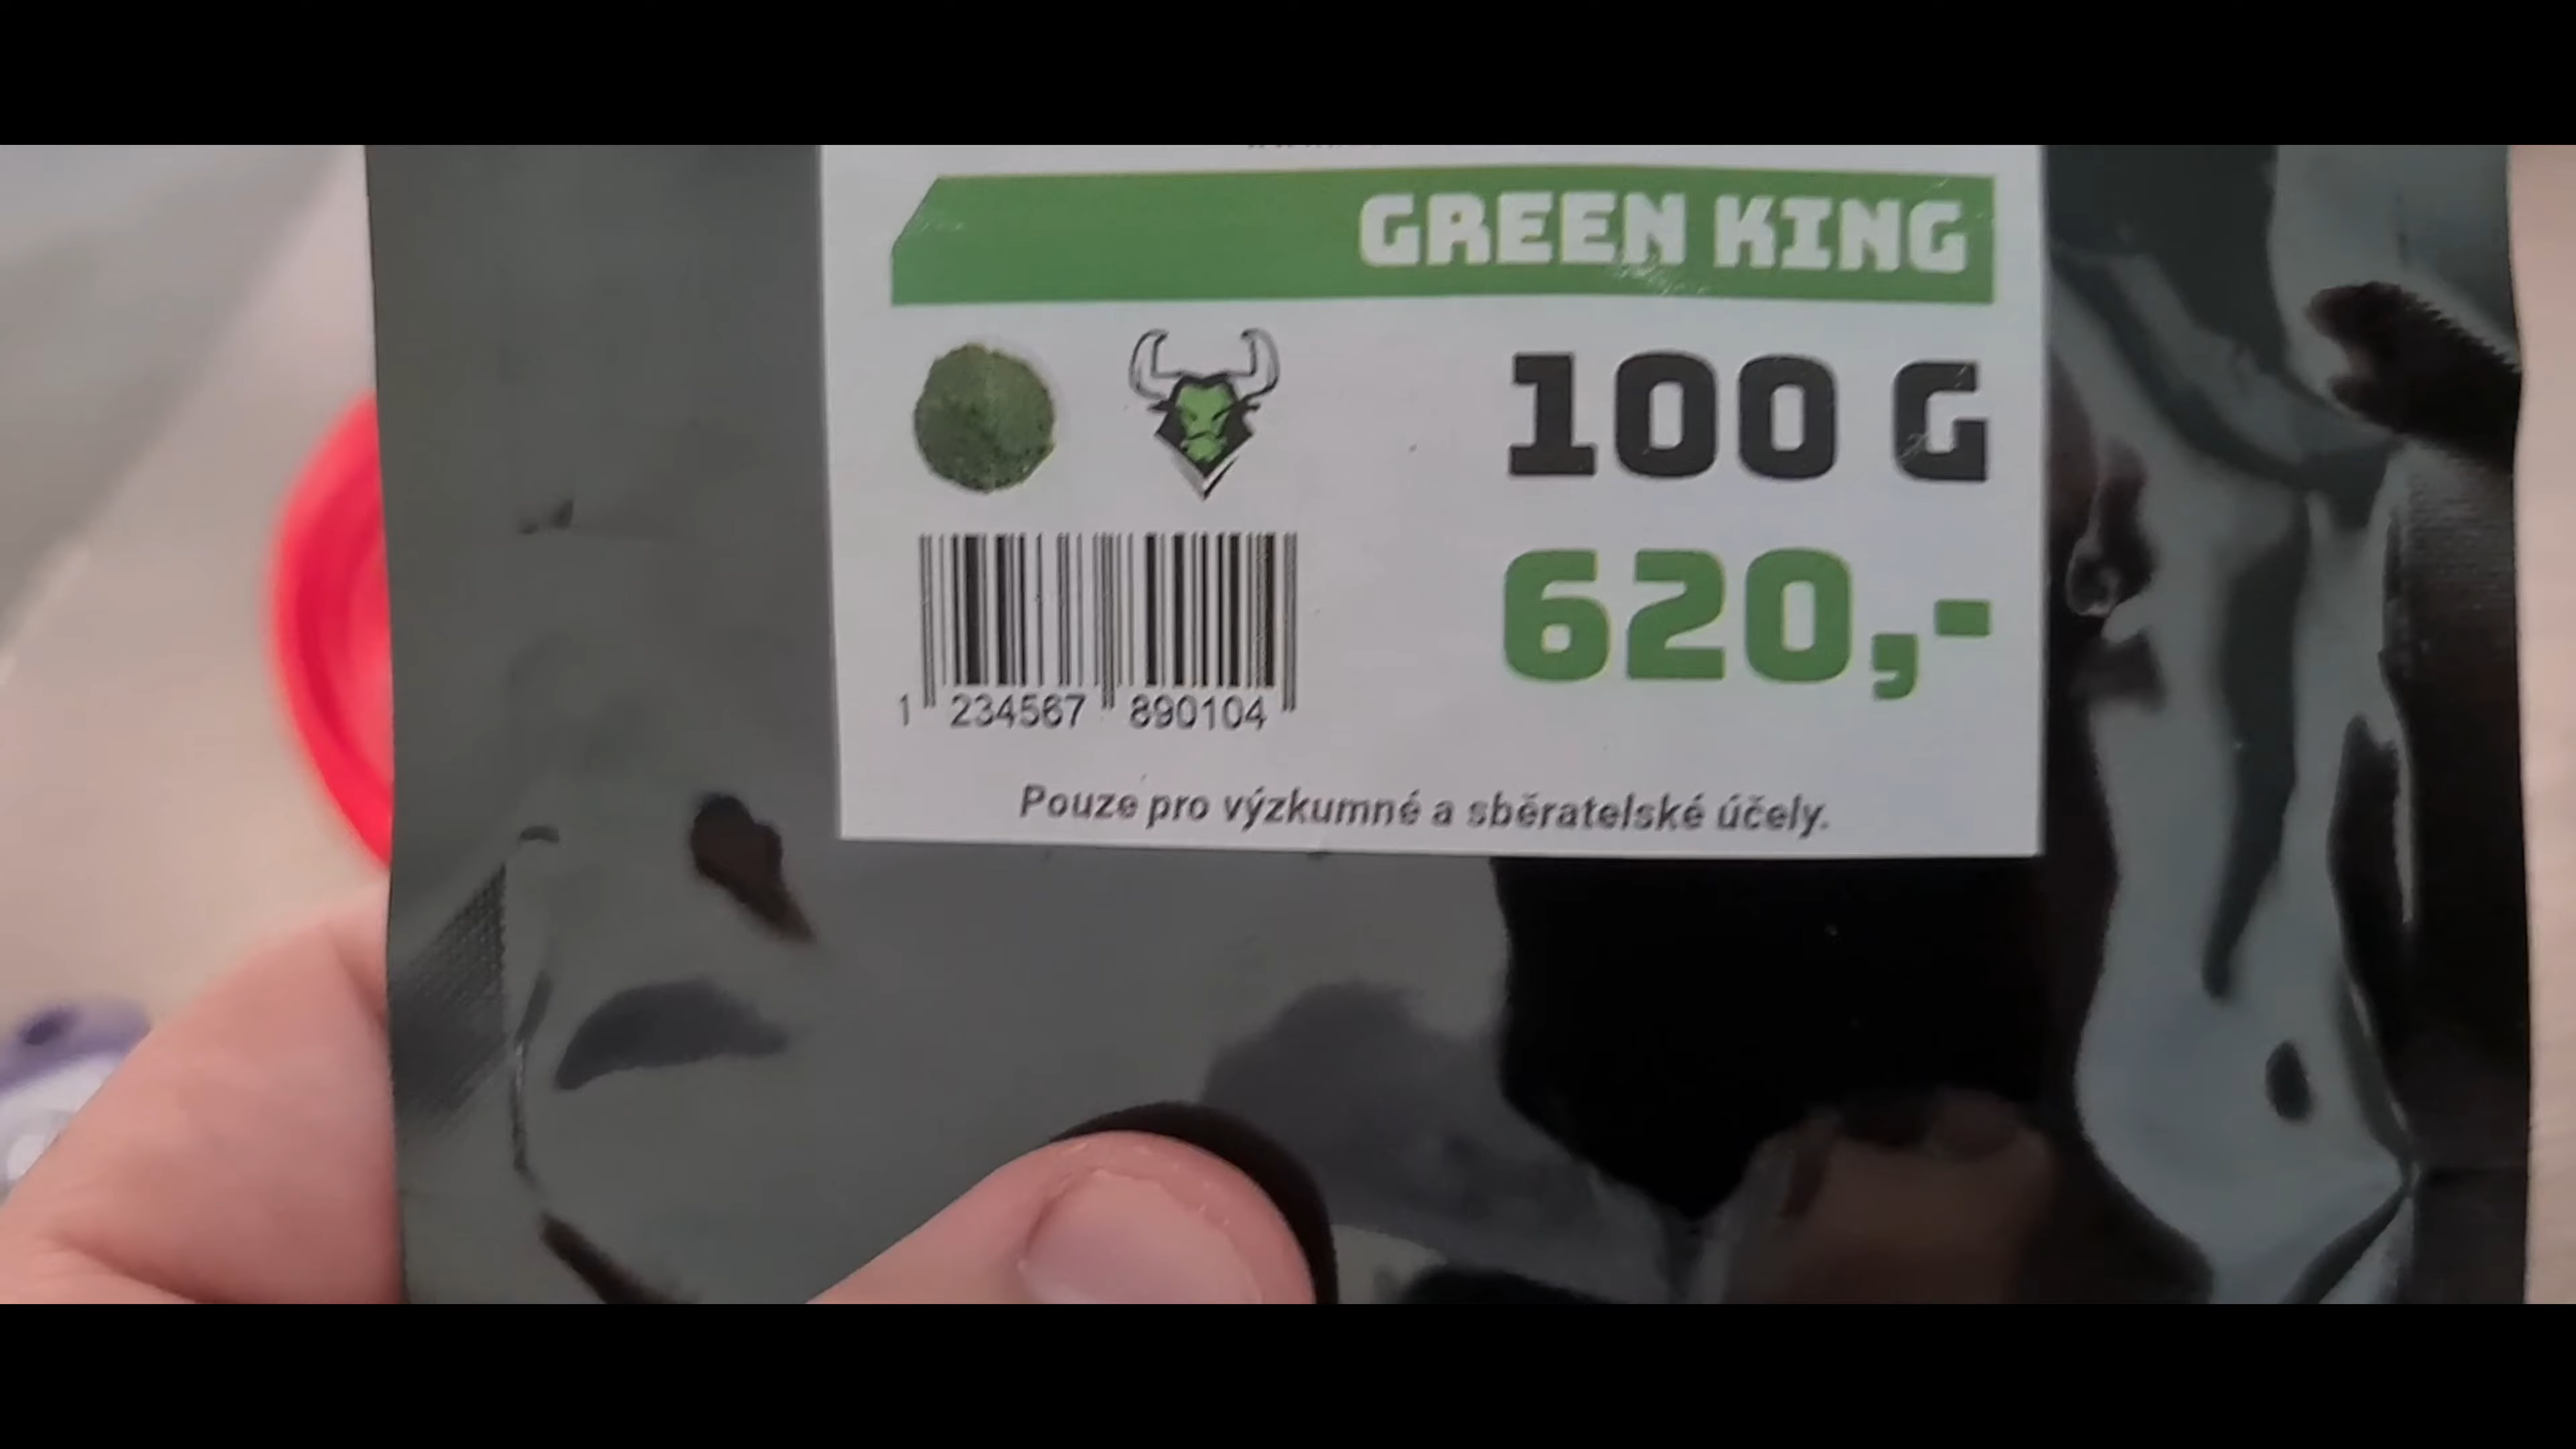 GREEN KING
100 G
620,-
1 234567 890104
Pouze pro výzkumné a sběratelské účely.